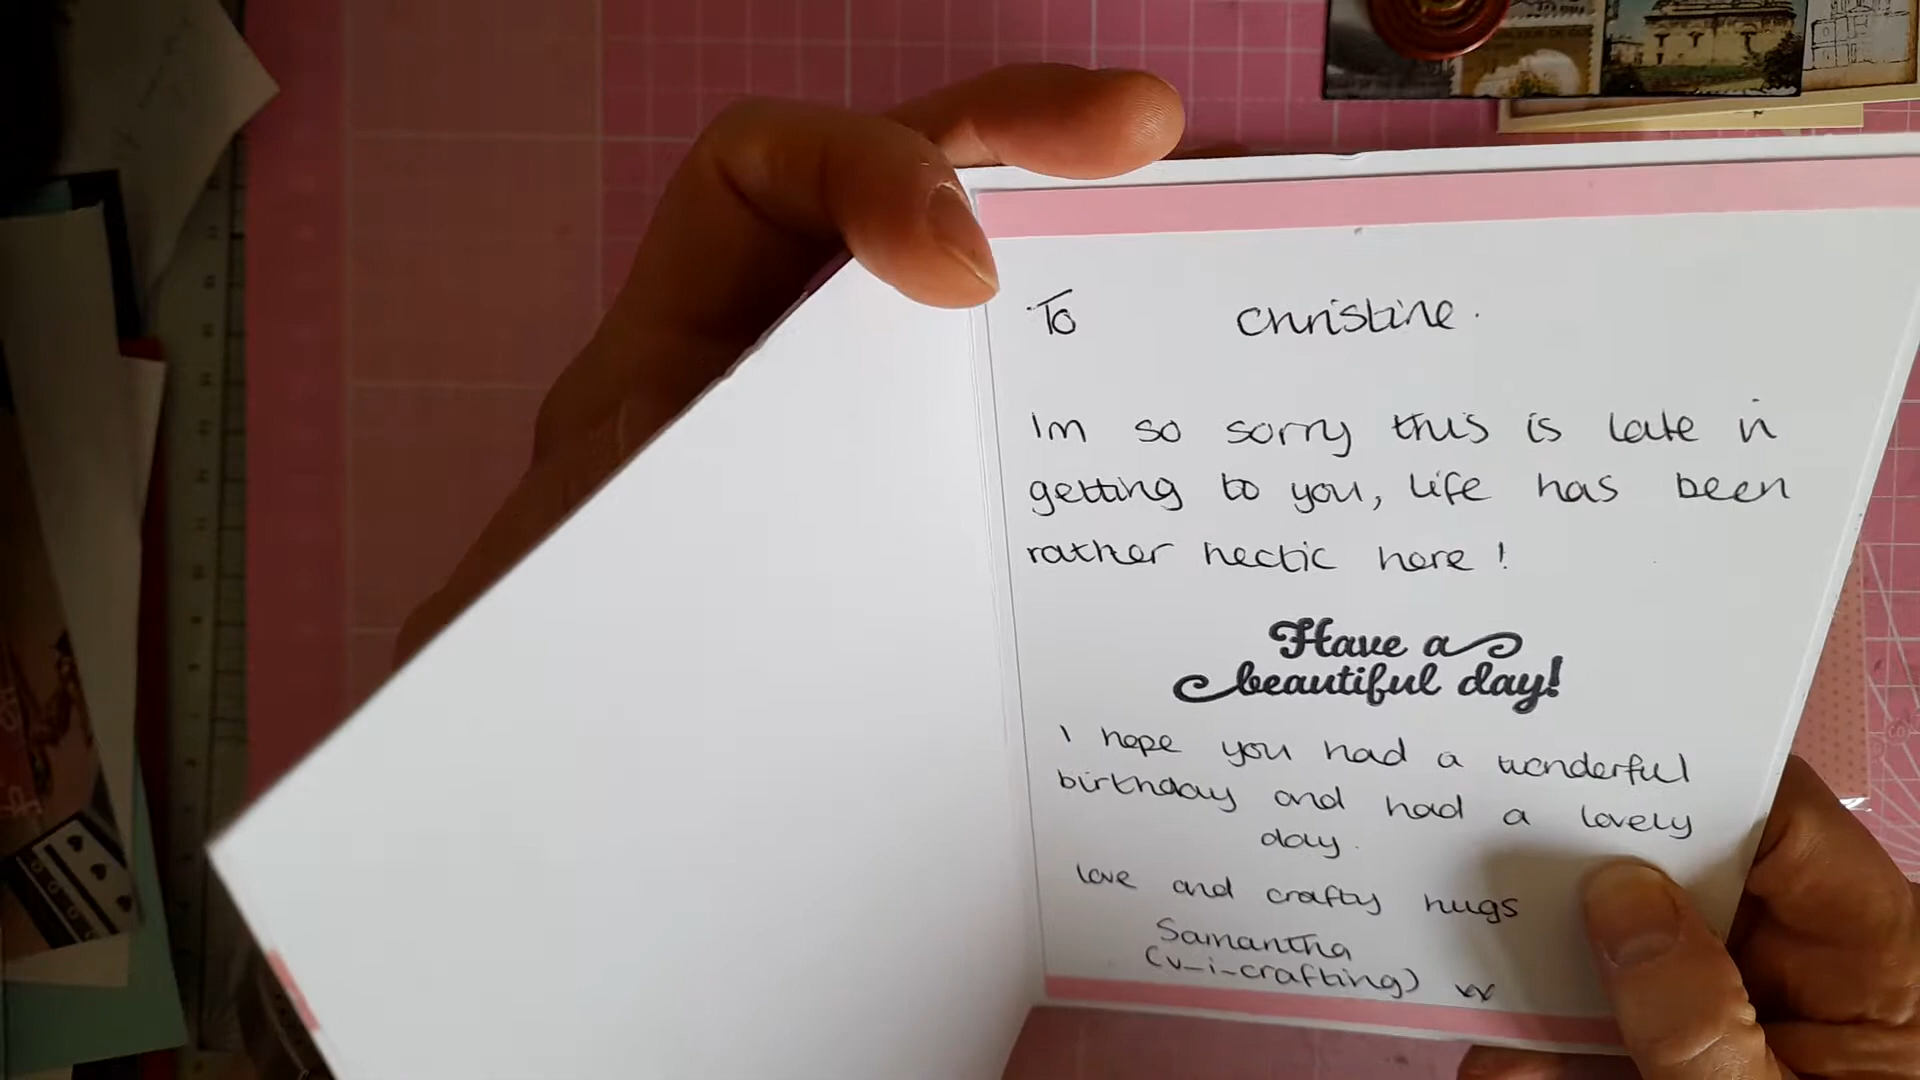 To Christine.
Im so sorry this is late in
getting to you, life has been
rather hectic here!
Have a
beautiful day!
I hope you had a wonderful
birthday and had a lovely
day.
love and crafty hugs
Samantha
(v_i_crafting) xx